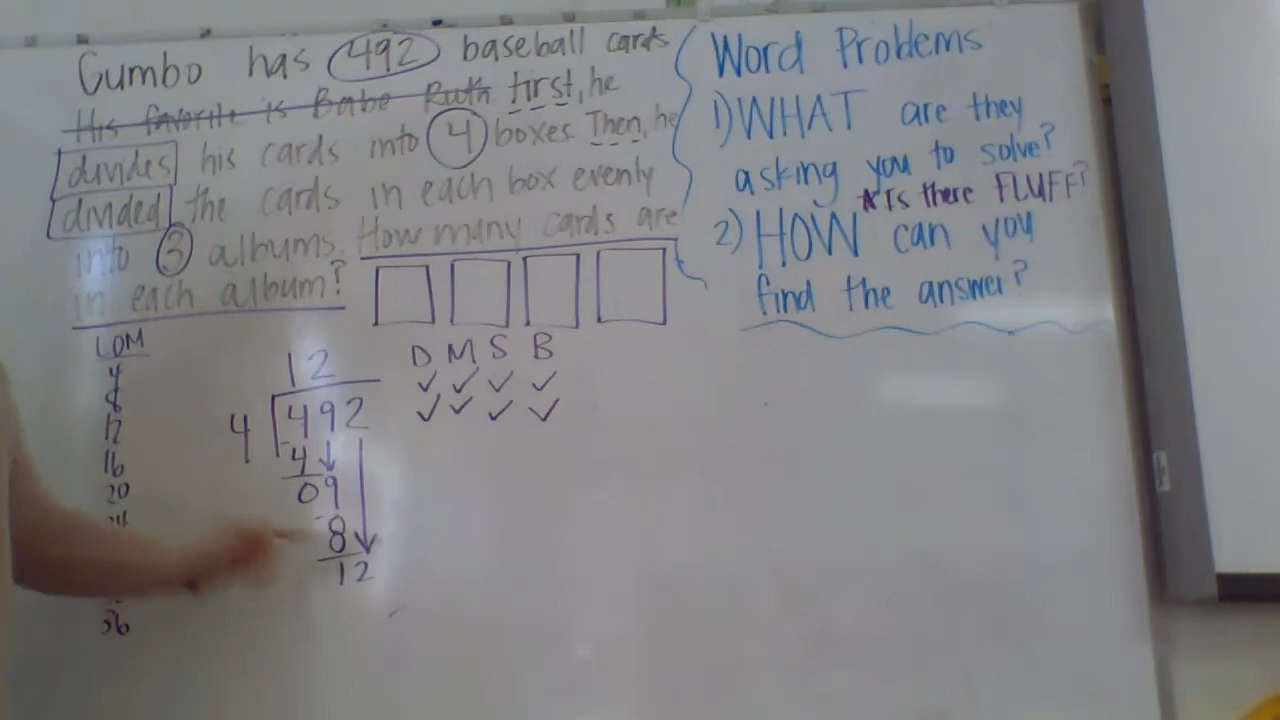 Gumbo has 492 baseball cards
His favorite is Babe Ruth first, he
divides his cards into 4 boxes. Then, he
divided the cards in each box evenly
into 3 albums. How many cards are
in each album?
Word Problems
1) WHAT are they
asking you to solve?
*Is there FLUFF?
2) HOW can you
find the answer?
LOM
4
8
12
16
20
36
12
4 492
4
09
8
12
D M S B
✓ ✓ ✓ ✓
✓ ✓ ✓ ✓